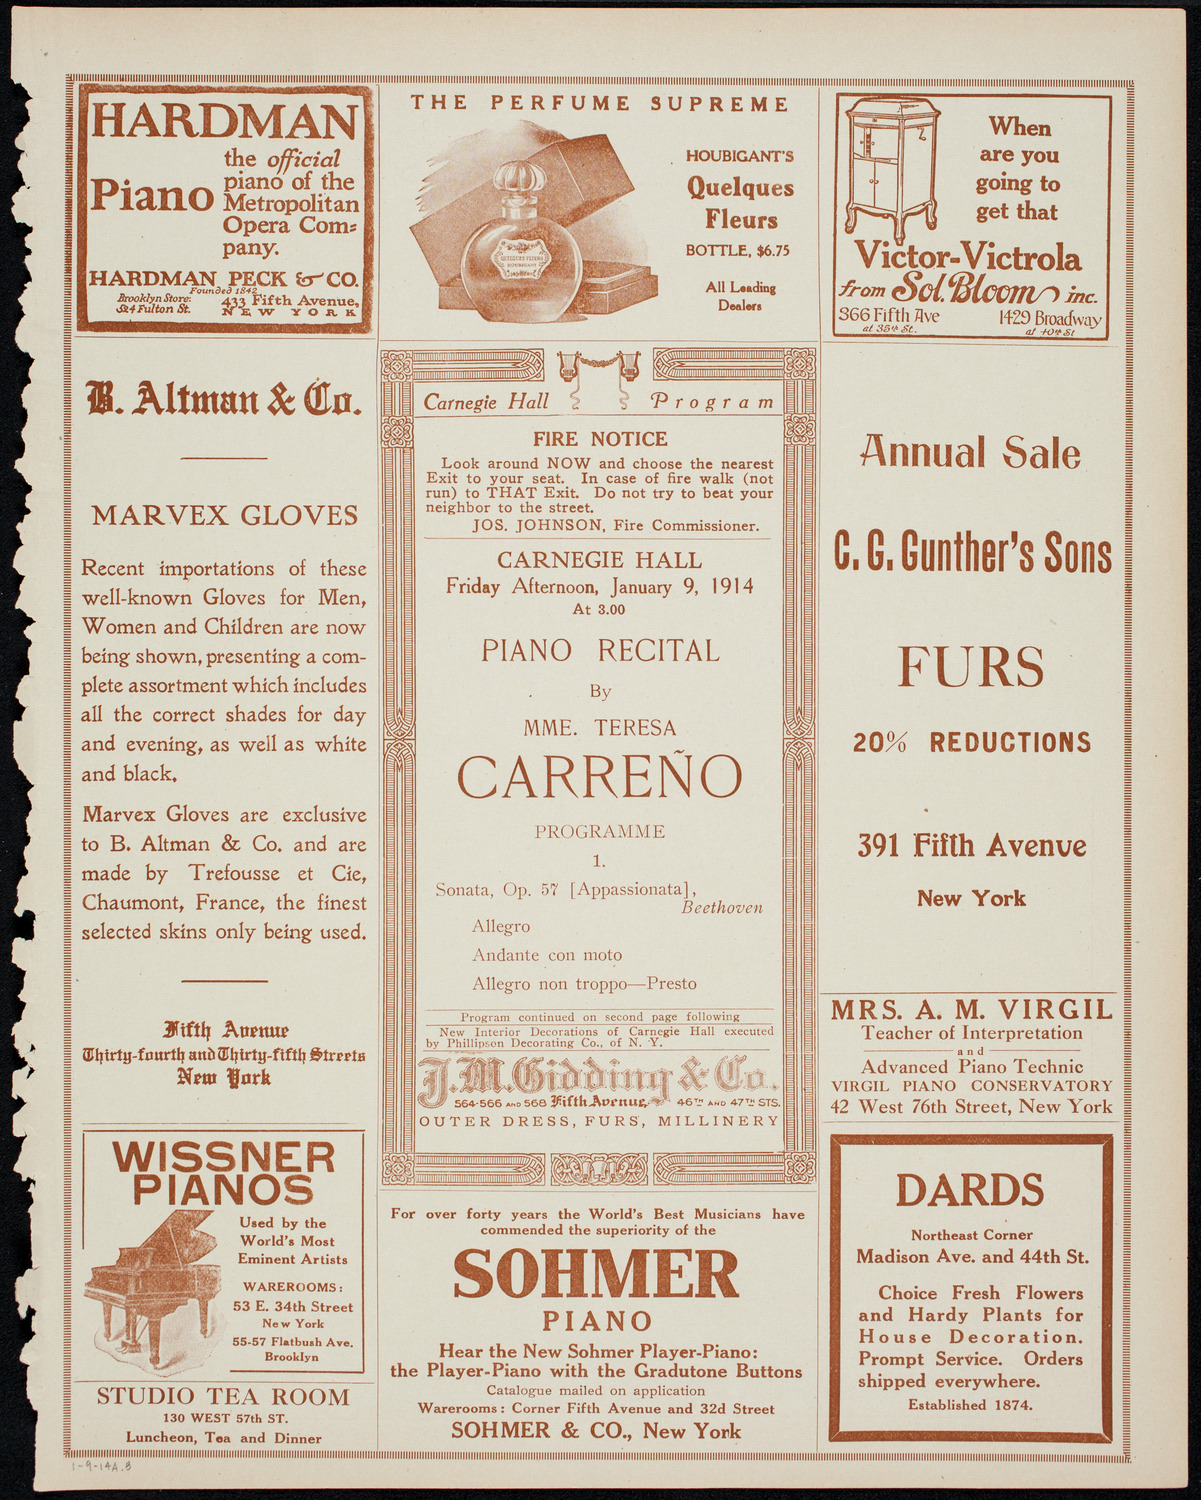 HARDMAN
Piano
the official
piano of the
Metropolitan
Opera Com=
pany.
HARDMAN PECK & CO.
Founded 1842
Brooklyn Store:
524 Fulton St.
433 Fifth Avenue,
NEW YORK
THE PERFUME SUPREME
QUELQUES FLEURS
HOUBIGANT
HOUBIGANT'S
Quelques
Fleurs
BOTTLE, $6.75
All Leading
Dealers
When
are you
going to
get that
Victor-Victrola
from Sol. Bloom inc.
366 Fifth Ave
at 35th St.
1429 Broadway
at 40th St
B. Altman & Co.
MARVEX GLOVES
Recent importations of these
well-known Gloves for Men,
Women and Children are now
being shown, presenting a com-
plete assortment which includes
all the correct shades for day
and evening, as well as white
and black.
Marvex Gloves are exclusive
to B. Altman & Co. and are
made by Trefousse et Cie,
Chaumont, France, the finest
selected skins only being used.
Fifth Avenue
Thirty-fourth and Thirty-fifth Streets
New York
WISSNER
PIANOS
Used by the
World's Most
Eminent Artists
WAREROOMS:
53 E. 34th Street
New York
55-57 Flatbush Ave.
Brooklyn
STUDIO TEA ROOM
130 WEST 57th ST.
Luncheon, Tea and Dinner
Carnegie Hall Program
FIRE NOTICE
Look around NOW and choose the nearest
Exit to your seat. In case of fire walk (not
run) to THAT Exit. Do not try to beat your
neighbor to the street.
JOS. JOHNSON, Fire Commissioner.
CARNEGIE HALL
Friday Afternoon, January 9, 1914
At 3.00
PIANO RECITAL
By
MME. TERESA
CARREÑO
PROGRAMME
1.
Sonata, Op. 57 [Appassionata],
Beethoven
Allegro
Andante con moto
Allegro non troppo—Presto
Program continued on second page following
New Interior Decorations of Carnegie Hall executed
by Phillipson Decorating Co., of N. Y.
J. M. Gidding & Co.
564-566 AND 568 Fifth Avenue, 46TH AND 47TH STS.
OUTER DRESS, FURS, MILLINERY
For over forty years the World's Best Musicians have
commended the superiority of the
SOHMER
PIANO
Hear the New Sohmer Player-Piano:
the Player-Piano with the Gradutone Buttons
Catalogue mailed on application
Warerooms: Corner Fifth Avenue and 32d Street
SOHMER & CO., New York
Annual Sale
C. G. Gunther's Sons
FURS
20% REDUCTIONS
391 Fifth Avenue
New York
MRS. A. M. VIRGIL
Teacher of Interpretation
and
Advanced Piano Technic
VIRGIL PIANO CONSERVATORY
42 West 76th Street, New York
DARDS
Northeast Corner
Madison Ave. and 44th St.
Choice Fresh Flowers
and Hardy Plants for
House Decoration.
Prompt Service. Orders
shipped everywhere.
Established 1874.
1-9-14A.B